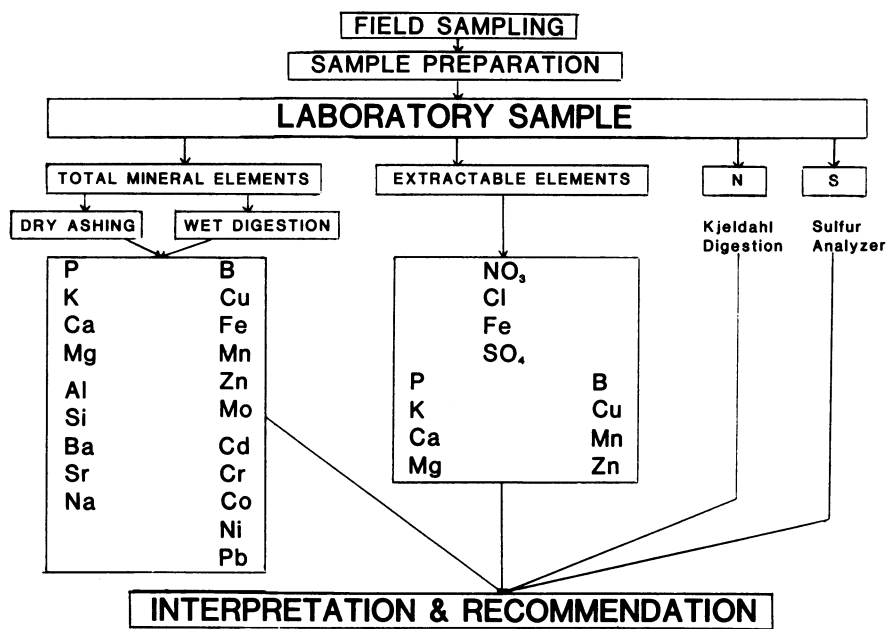 FIELD SAMPLING
SAMPLE PREPARATION
LABORATORY SAMPLE
TOTAL MINERAL ELEMENTS
EXTRACTABLE ELEMENTS
N
S
DRY ASHING
WET DIGESTION
Kjeldahl
Digestion
Sulfur
Analyzer
P B
K Cu
Ca Fe
Mg Mn
Al Zn
Si Mo
Ba Cd
Sr Cr
Na Co
Ni
Pb
NO₃
Cl
Fe
SO₄
P B
K Cu
Ca Mn
Mg Zn
INTERPRETATION & RECOMMENDATION